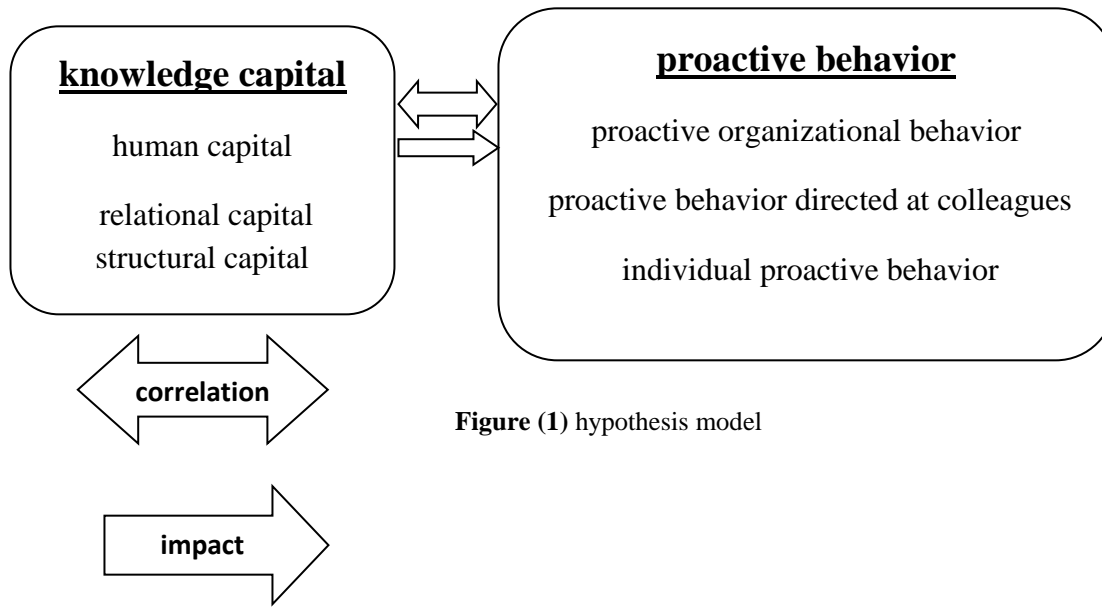 knowledge capital
human capital
relational capital
structural capital
proactive behavior
proactive organizational behavior
proactive behavior directed at colleagues
individual proactive behavior
correlation
Figure (1) hypothesis model
impact